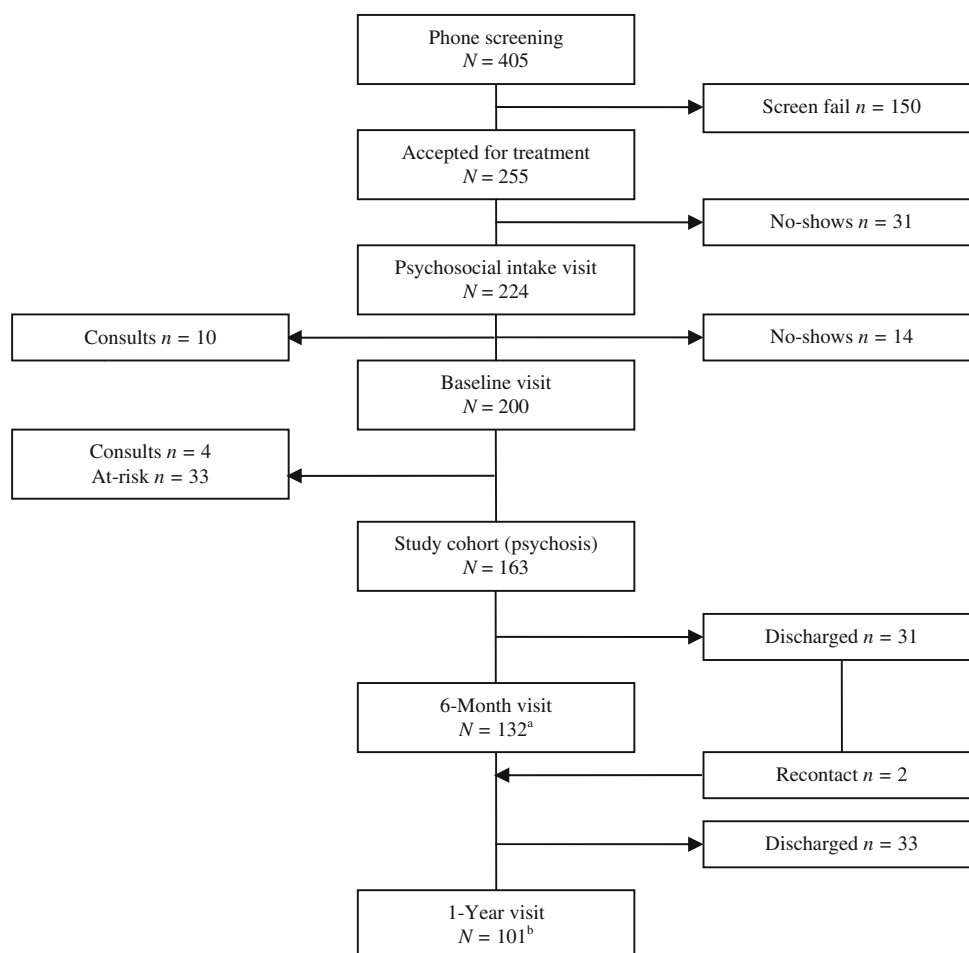 Phone screening
N = 405
Screen fail n = 150
Accepted for treatment
N = 255
No-shows n = 31
Psychosocial intake visit
N = 224
Consults n = 10
No-shows n = 14
Baseline visit
N = 200
Consults n = 4
At-risk n = 33
Study cohort (psychosis)
N = 163
Discharged n = 31
6-Month visit
N = 132ᵃ
Recontact n = 2
Discharged n = 33
1-Year visit
N = 101ᵇ